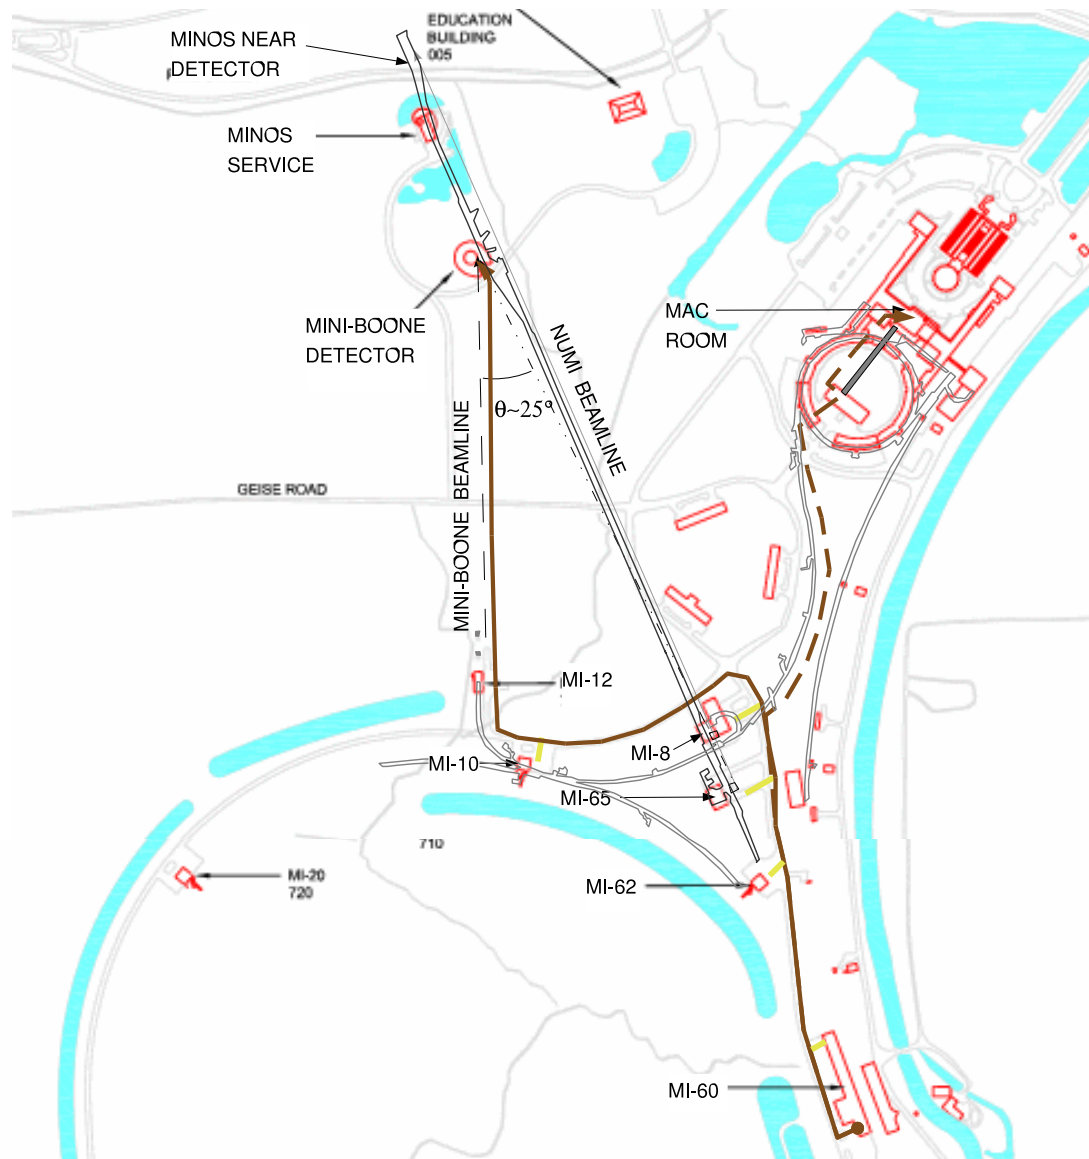 EDUCATION
BUILDING
005
MINOS NEAR
DETECTOR
MINOS
SERVICE
MINI-BOONE
DETECTOR
MAC
ROOM
NUMI BEAMLINE
θ~25°
MINI-BOONE BEAMLINE
GEISE ROAD
MI-12
MI-8
MI-10
MI-65
710
MI-20
720
MI-62
MI-60